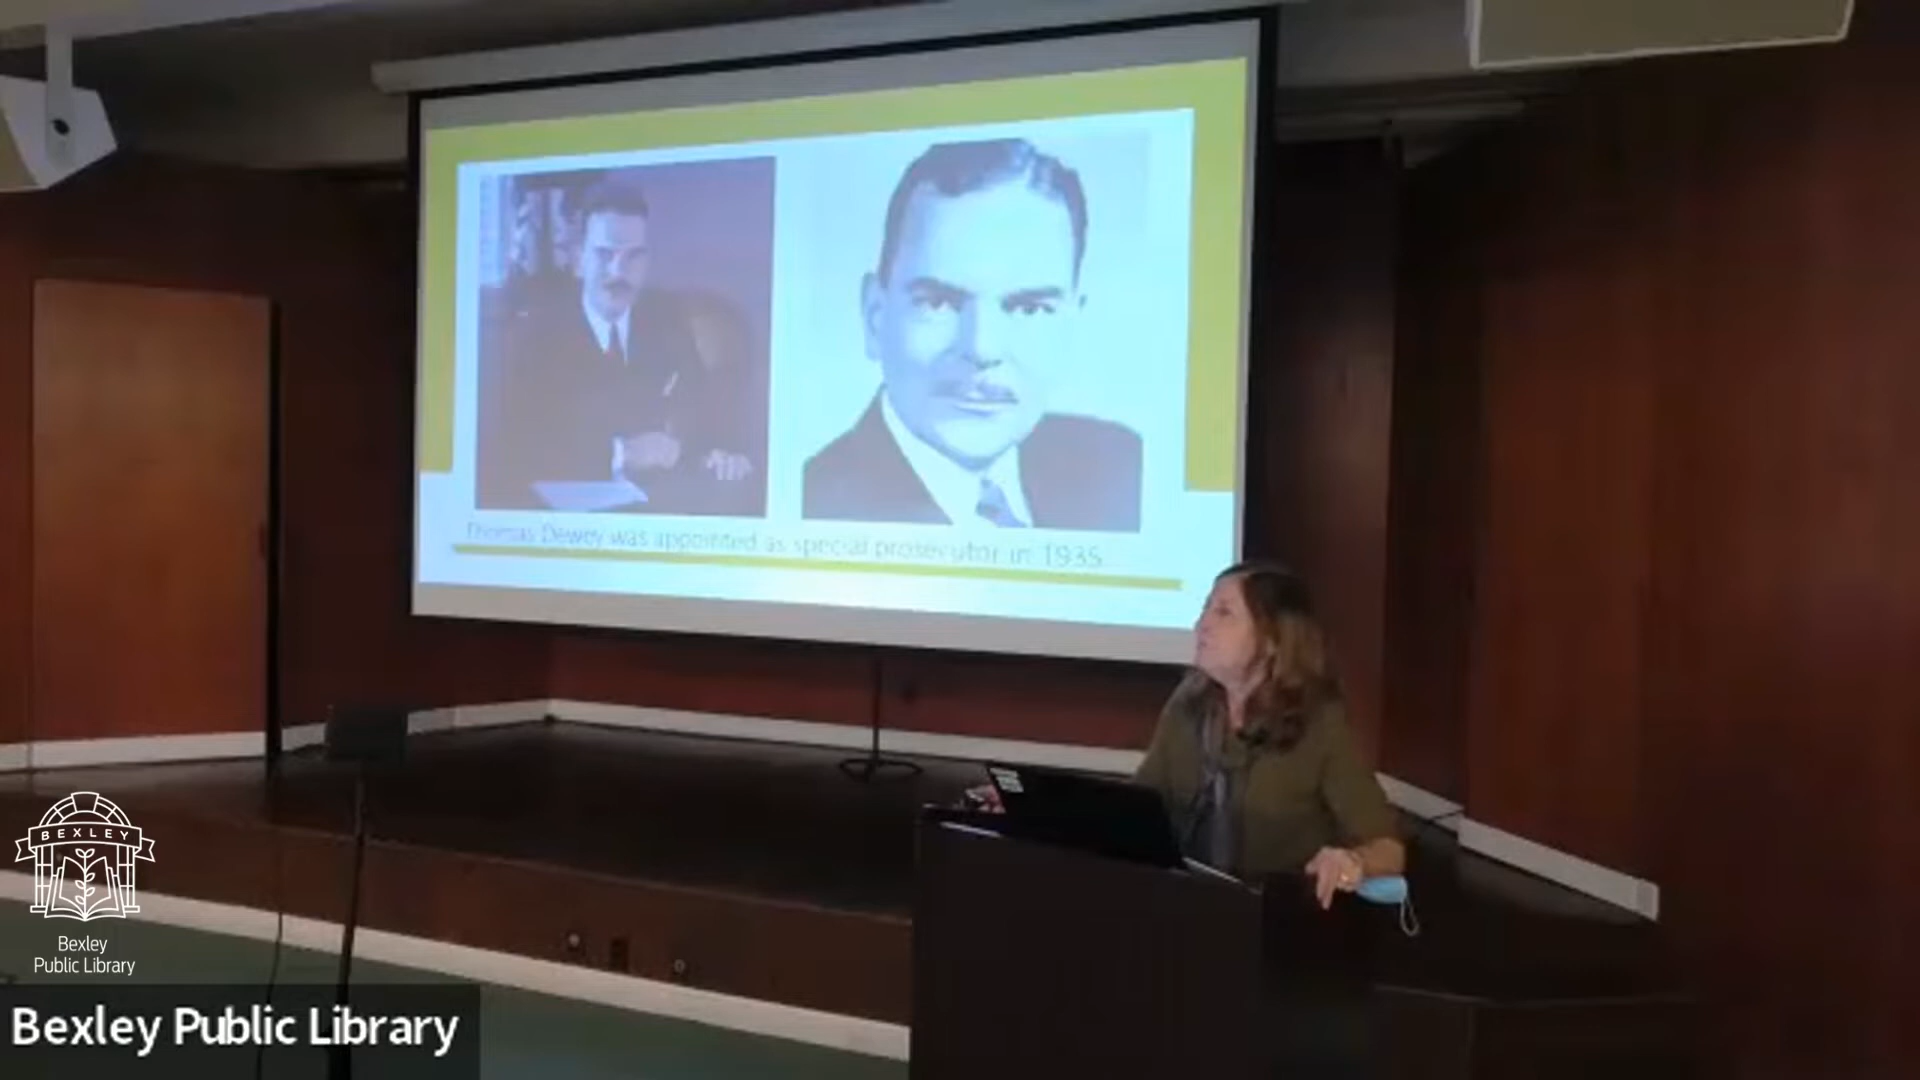 Thomas Dewey was appointed as special prosecutor in 1935
BEXLEY
Bexley
Public Library
Bexley Public Library